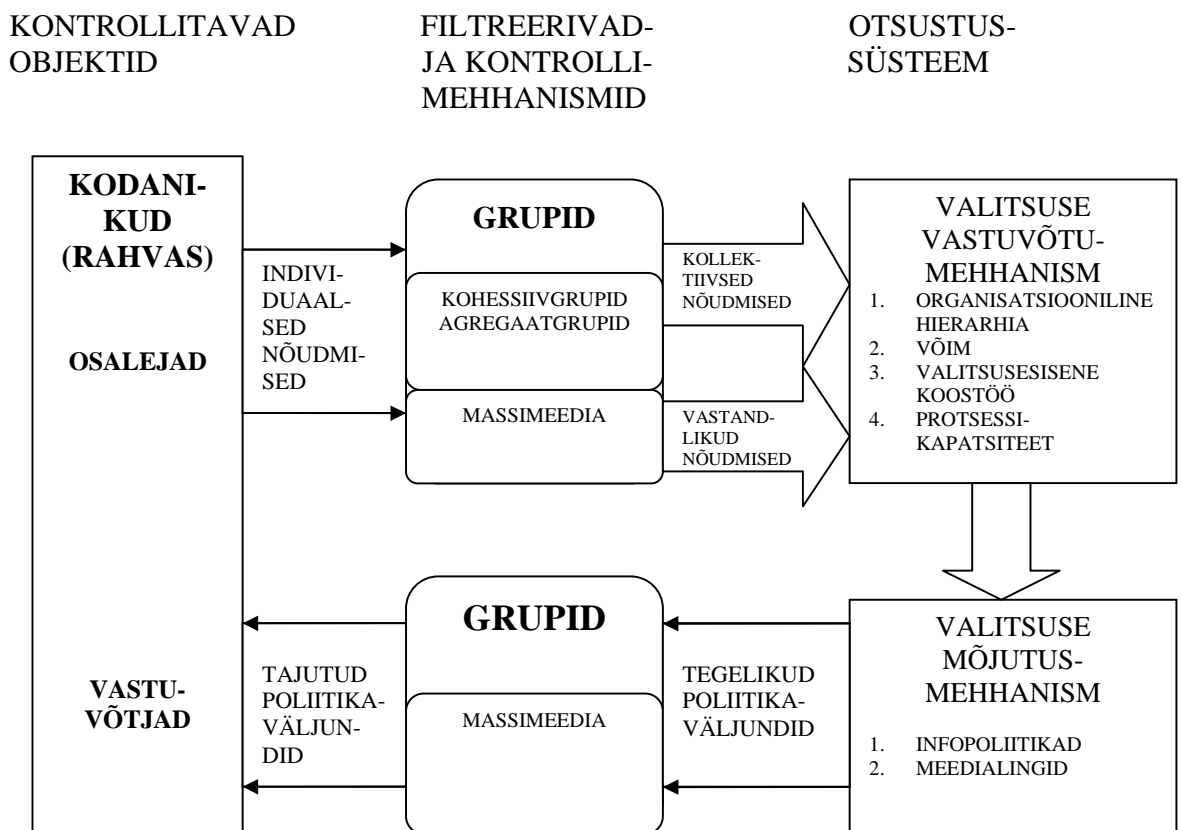 KONTROLLITAVAD
OBJEKTID
FILTREERIVAD-
JA KONTROLLI-
MEHHANISMID
OTSUSTUS-
SÜSTEEM
KODANI-
KUD
(RAHVAS)
OSALEJAD
VASTU-
VÕTJAD
INDIVI-
DUAAL-
SED
NÕUDMI-
SED
GRUPID
KOHESSIIVGRUPID
AGREGAATGRUPID
MASSIMEEDIA
KOLLEK-
TIIVSED
NÕUDMISED
VASTAND-
LIKUD
NÕUDMISED
VALITSUSE
VASTUVÕTU-
MEHHANISM
1. ORGANISATSIOONILINE
HIERARHIA
2. VÕIM
3. VALITSUSESISENE
KOOSTÖÖ
4. PROTSESSI-
KAPATSITEET
TAJUTUD
POLIITIKA-
VÄLJUN-
DID
GRUPID
MASSIMEEDIA
TEGELIKUD
POLIITIKA-
VÄLJUNDID
VALITSUSE
MÕJUTUS-
MEHHANISM
1. INFOPOLIITIKAD
2. MEEDIALINGID